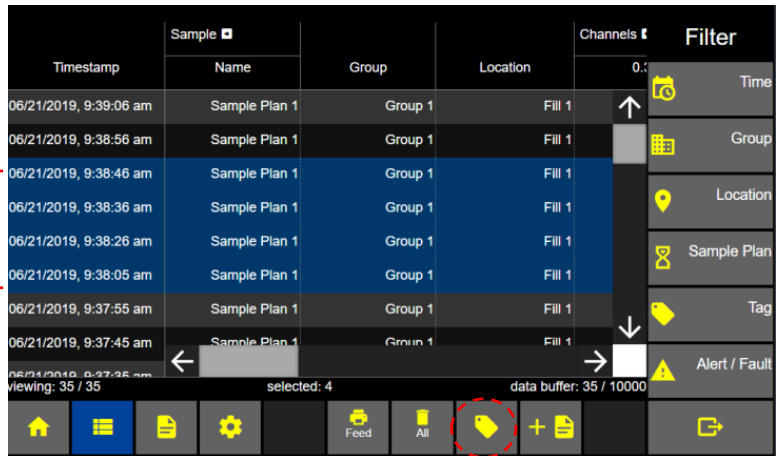 Sample Channels Filter
Timestamp Name Group Location 0.
Time
06/21/2019, 9:39:06 am Sample Plan 1 Group 1 Fill 1
06/21/2019, 9:38:56 am Sample Plan 1 Group 1 Fill 1
Group
06/21/2019, 9:38:46 am Sample Plan 1 Group 1 Fill 1
Location
06/21/2019, 9:38:36 am Sample Plan 1 Group 1 Fill 1
06/21/2019, 9:38:26 am Sample Plan 1 Group 1 Fill 1
Sample Plan
06/21/2019, 9:38:05 am Sample Plan 1 Group 1 Fill 1
06/21/2019, 9:37:55 am Sample Plan 1 Group 1 Fill 1
Tag
06/21/2019, 9:37:45 am Sample Plan 1 Group 1 Fill 1
Alert / Fault
06/21/2019, 9:37:35 am
viewing: 35 / 35 selected: 4 data buffer: 35 / 10000
Feed All